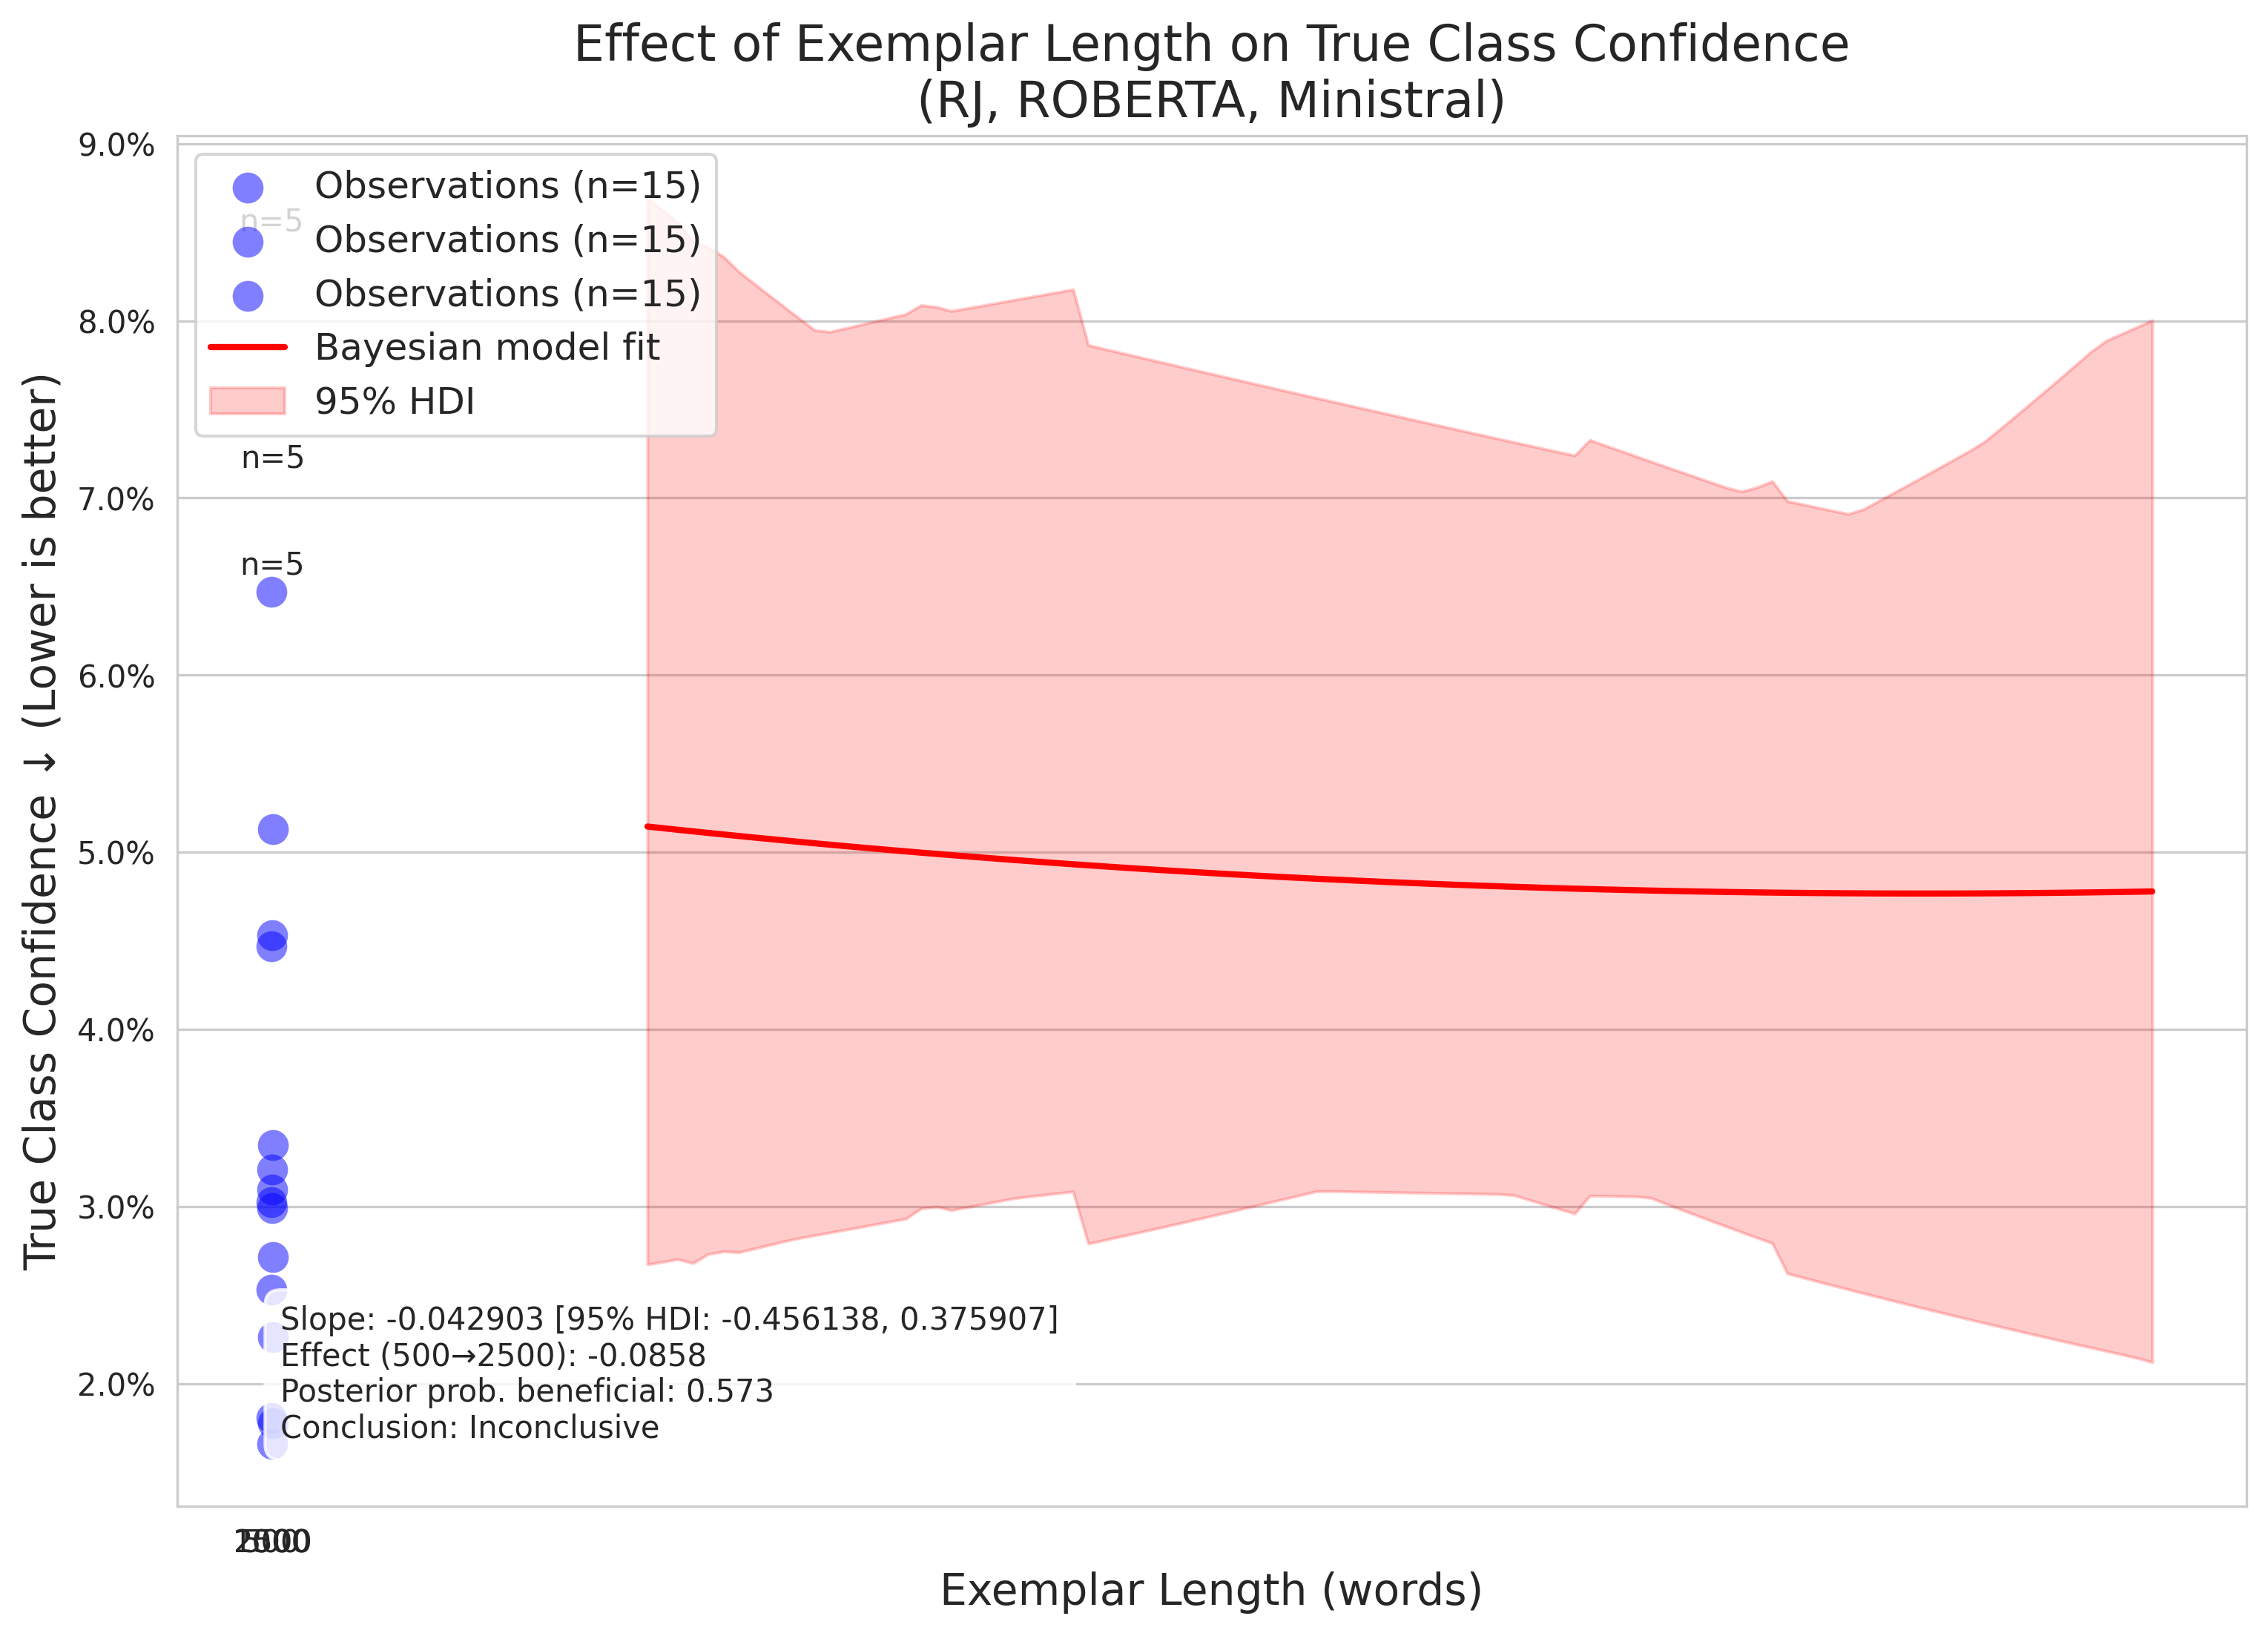 Effect of Exemplar Length on True Class Confidence
(RJ, ROBERTA, Ministral)
9.0%
8.0%
7.0%
6.0%
5.0%
4.0%
3.0%
2.0%
True Class Confidence ↓ (Lower is better)
Observations (n=15)
Observations (n=15)
Observations (n=15)
Bayesian model fit
95% HDI
n=5
n=5
n=5
Slope: -0.042903 [95% HDI: -0.456138, 0.375907]
Effect (500→2500): -0.0858
Posterior prob. beneficial: 0.573
Conclusion: Inconclusive
Exemplar Length (words)